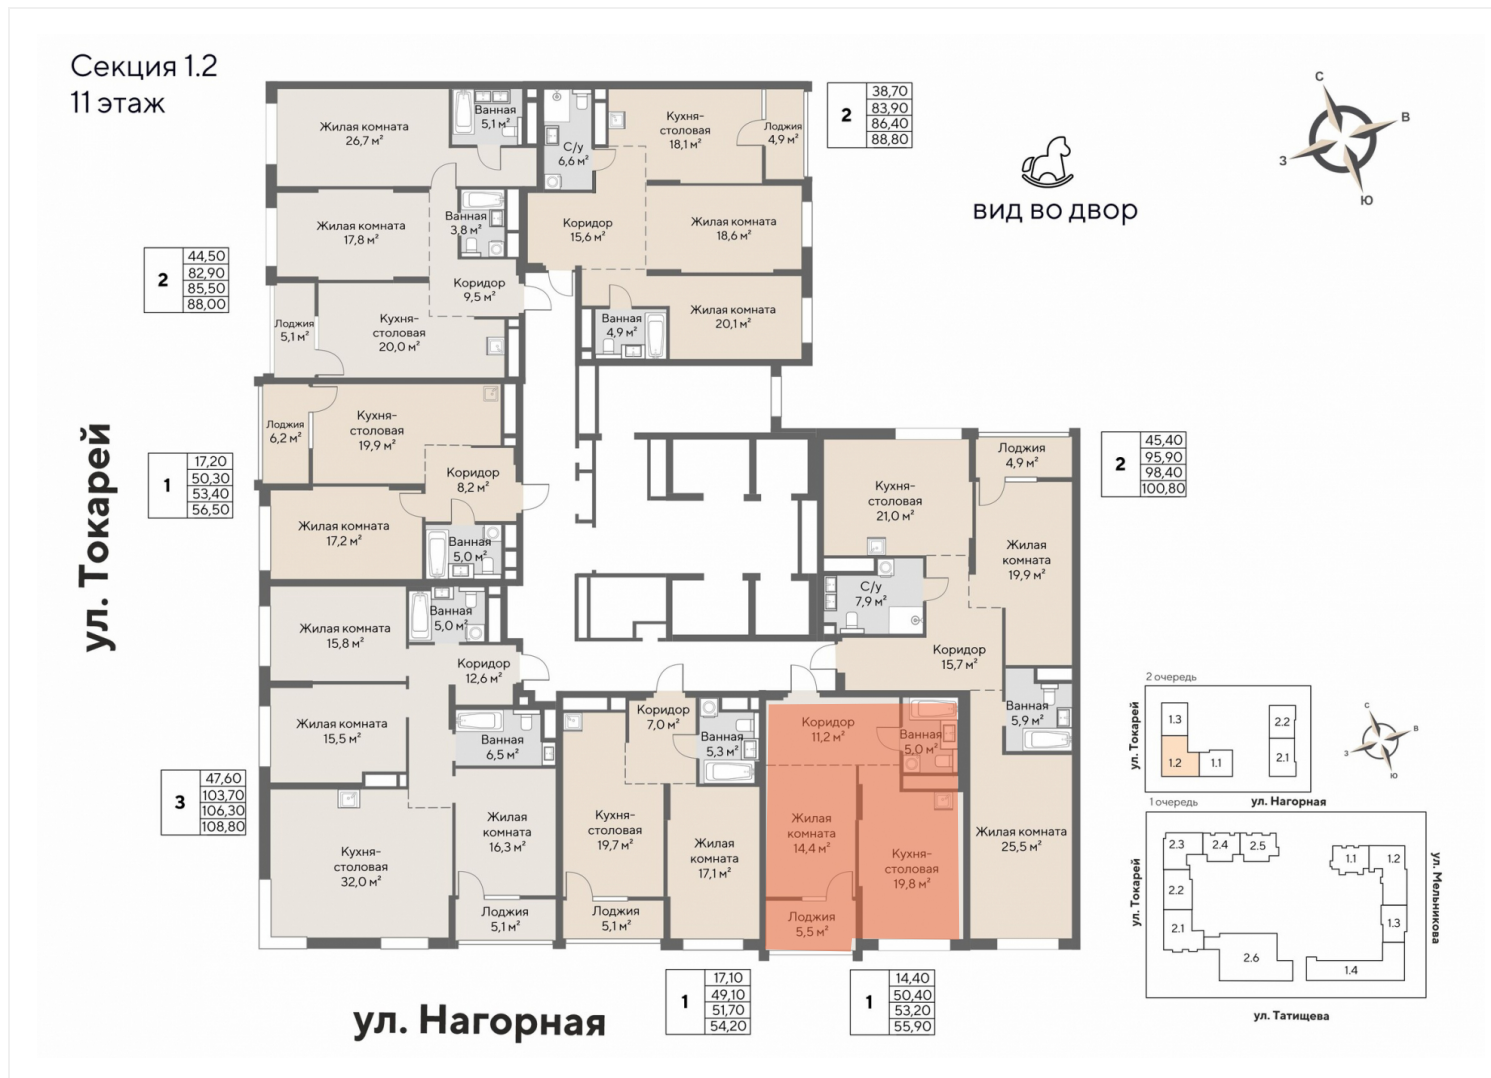 Секция 1.2
11 этаж
Жилая комната
26,7 м²
Ванная
5,1 м²
С/у
6,6 м²
Кухня-
столовая
18,1 м²
Лоджия
4,9 м²
2
38,70
83,90
86,40
88,80
вид во двор
С
В
З
Ю
Жилая комната
17,8 м²
Ванная
3,8 м²
Коридор
15,6 м²
Жилая комната
18,6 м²
2
44,50
82,90
85,50
88,00
Коридор
9,5 м²
Лоджия
5,1 м²
Кухня-
столовая
20,0 м²
Ванная
4,9 м²
Жилая комната
20,1 м²
ул. Токарей
1
17,20
50,30
53,40
56,50
Лоджия
6,2 м²
Кухня-
столовая
19,9 м²
Коридор
8,2 м²
Жилая комната
17,2 м²
Ванная
5,0 м²
Лоджия
4,9 м²
2
45,40
95,90
98,40
100,80
Кухня-
столовая
21,0 м²
Жилая
комната
19,9 м²
С/у
7,9 м²
Коридор
15,7 м²
Ванная
5,9 м²
Жилая комната
25,5 м²
Жилая комната
15,8 м²
Ванная
5,0 м²
Коридор
12,6 м²
Жилая комната
15,5 м²
Ванная
6,5 м²
3
47,60
103,70
106,30
108,80
Кухня-
столовая
32,0 м²
Жилая
комната
16,3 м²
Лоджия
5,1 м²
Коридор
7,0 м²
Ванная
5,3 м²
Кухня-
столовая
19,7 м²
Жилая
комната
17,1 м²
Лоджия
5,1 м²
Коридор
11,2 м²
Ванная
5,0 м²
Жилая
комната
14,4 м²
Кухня-
столовая
19,8 м²
Лоджия
5,5 м²
1
17,10
49,10
51,70
54,20
1
14,40
50,40
53,20
55,90
ул. Нагорная
2 очередь
ул. Токарей
1.3
1.2
1.1
2.2
2.1
ул. Нагорная
С
В
З
Ю
1 очередь
ул. Токарей
2.3
2.4
2.5
2.2
2.1
2.6
1.1
1.2
1.3
1.4
ул. Мельникова
ул. Татищева